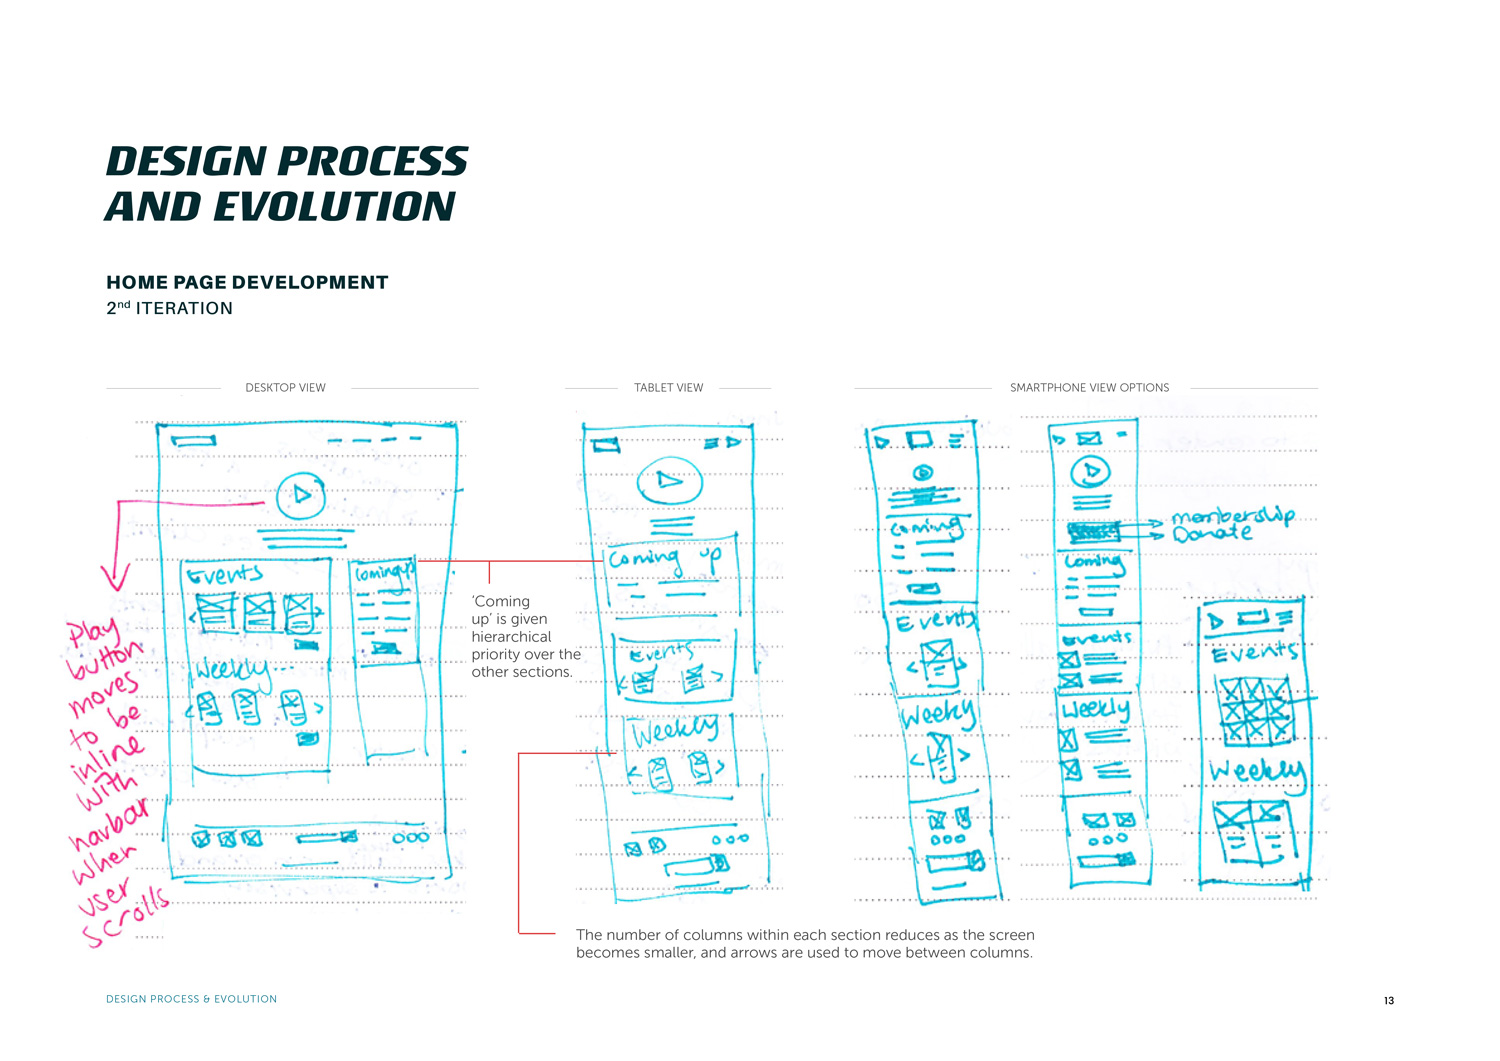 DESIGN PROCESS
AND EVOLUTION
HOME PAGE DEVELOPMENT
2nd ITERATION
DESKTOP VIEW
TABLET VIEW
SMARTPHONE VIEW OPTIONS
Events
Coming up
Weekly...
Play
button
moves
to be
inline
with
navbar
when
user
scrolls
'Coming
up' is given
hierarchical
priority over the
other sections.
Coming up
Events
Weekly
Coming
Events
Weekly
membership
Donate
Coming
Events
Weekly
Events
Weekly
The number of columns within each section reduces as the screen
becomes smaller, and arrows are used to move between columns.
DESIGN PROCESS & EVOLUTION
13